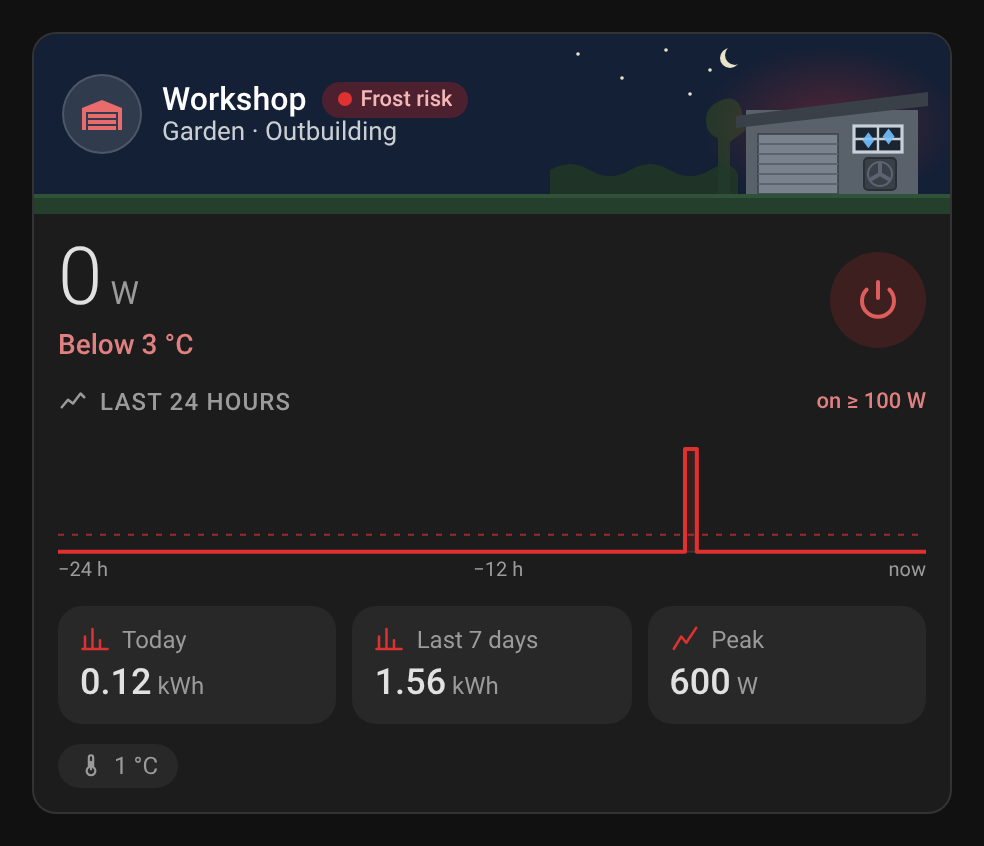 Workshop
Frost risk
Garden · Outbuilding
0 W
Below 3 °C
LAST 24 HOURS
on ≥ 100 W
−24 h
−12 h
now
Today
0.12 kWh
Last 7 days
1.56 kWh
Peak
600 W
1 °C